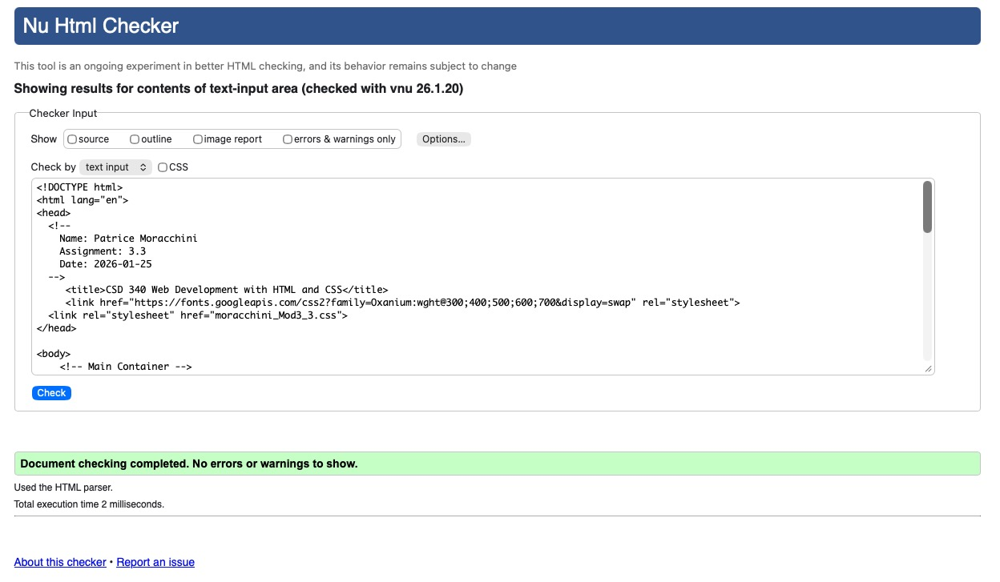 Nu Html Checker
This tool is an ongoing experiment in better HTML checking, and its behavior remains subject to change
Showing results for contents of text-input area (checked with vnu 26.1.20)
Checker Input
Show source outline image report errors & warnings only Options...
Check by text input CSS
<!DOCTYPE html>
<html lang="en">
<head>
  <!--
    Name: Patrice Moracchini
    Assignment: 3.3
    Date: 2026-01-25
  -->
     <title>CSD 340 Web Development with HTML and CSS</title>
     <link href="https://fonts.googleapis.com/css2?family=Oxanium:wght@300;400;500;600;700&display=swap" rel="stylesheet">
  <link rel="stylesheet" href="moracchini_Mod3_3.css">
</head>
<body>
    <!-- Main Container -->
Check
Document checking completed. No errors or warnings to show.
Used the HTML parser.
Total execution time 2 milliseconds.
About this checker • Report an issue